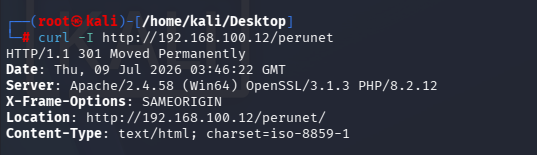 ┌──(root㉿kali)-[/home/kali/Desktop]
└─# curl -I http://192.168.100.12/perunet
HTTP/1.1 301 Moved Permanently
Date: Thu, 09 Jul 2026 03:46:22 GMT
Server: Apache/2.4.58 (Win64) OpenSSL/3.1.3 PHP/8.2.12
X-Frame-Options: SAMEORIGIN
Location: http://192.168.100.12/perunet/
Content-Type: text/html; charset=iso-8859-1